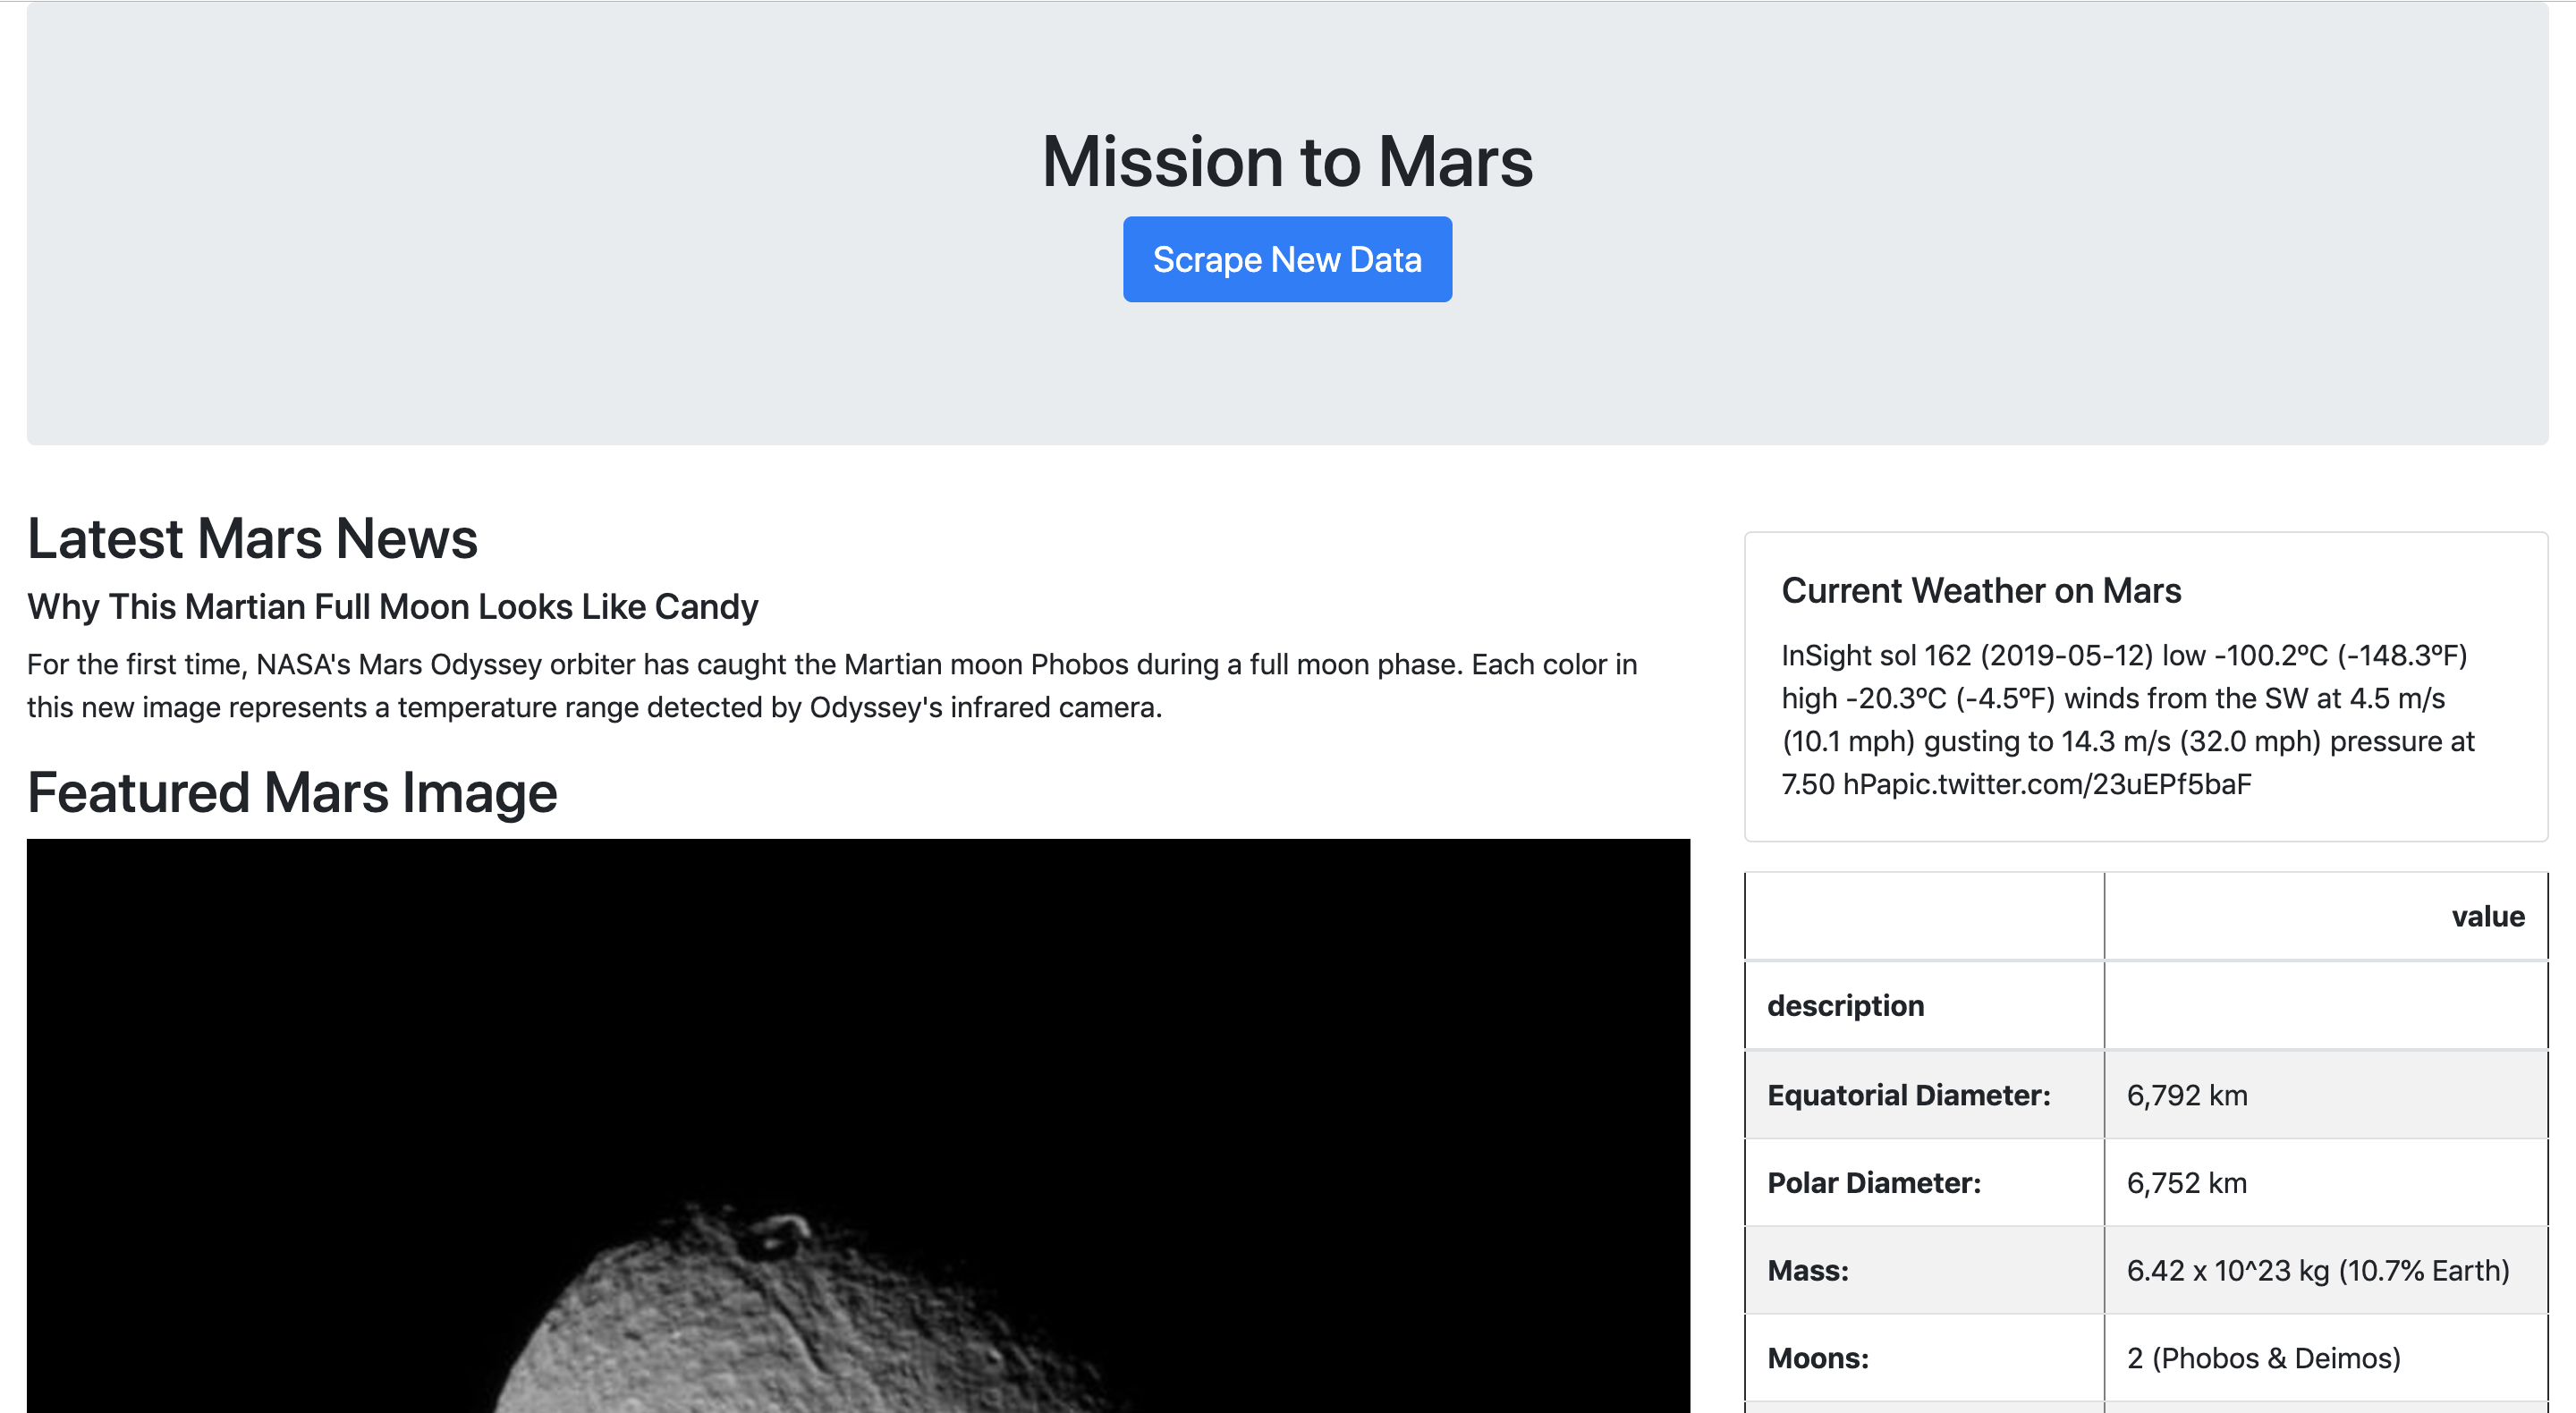 Mission to Mars
Scrape New Data
Latest Mars News
Why This Martian Full Moon Looks Like Candy
For the first time, NASA's Mars Odyssey orbiter has caught the Martian moon Phobos during a full moon phase. Each color in
this new image represents a temperature range detected by Odyssey's infrared camera.
Featured Mars Image
Current Weather on Mars
InSight sol 162 (2019-05-12) low -100.2ºC (-148.3ºF)
high -20.3ºC (-4.5ºF) winds from the SW at 4.5 m/s
(10.1 mph) gusting to 14.3 m/s (32.0 mph) pressure at
7.50 hPapic.twitter.com/23uEPf5baF
value
description
Equatorial Diameter: 6,792 km
Polar Diameter: 6,752 km
Mass: 6.42 x 10^23 kg (10.7% Earth)
Moons: 2 (Phobos & Deimos)